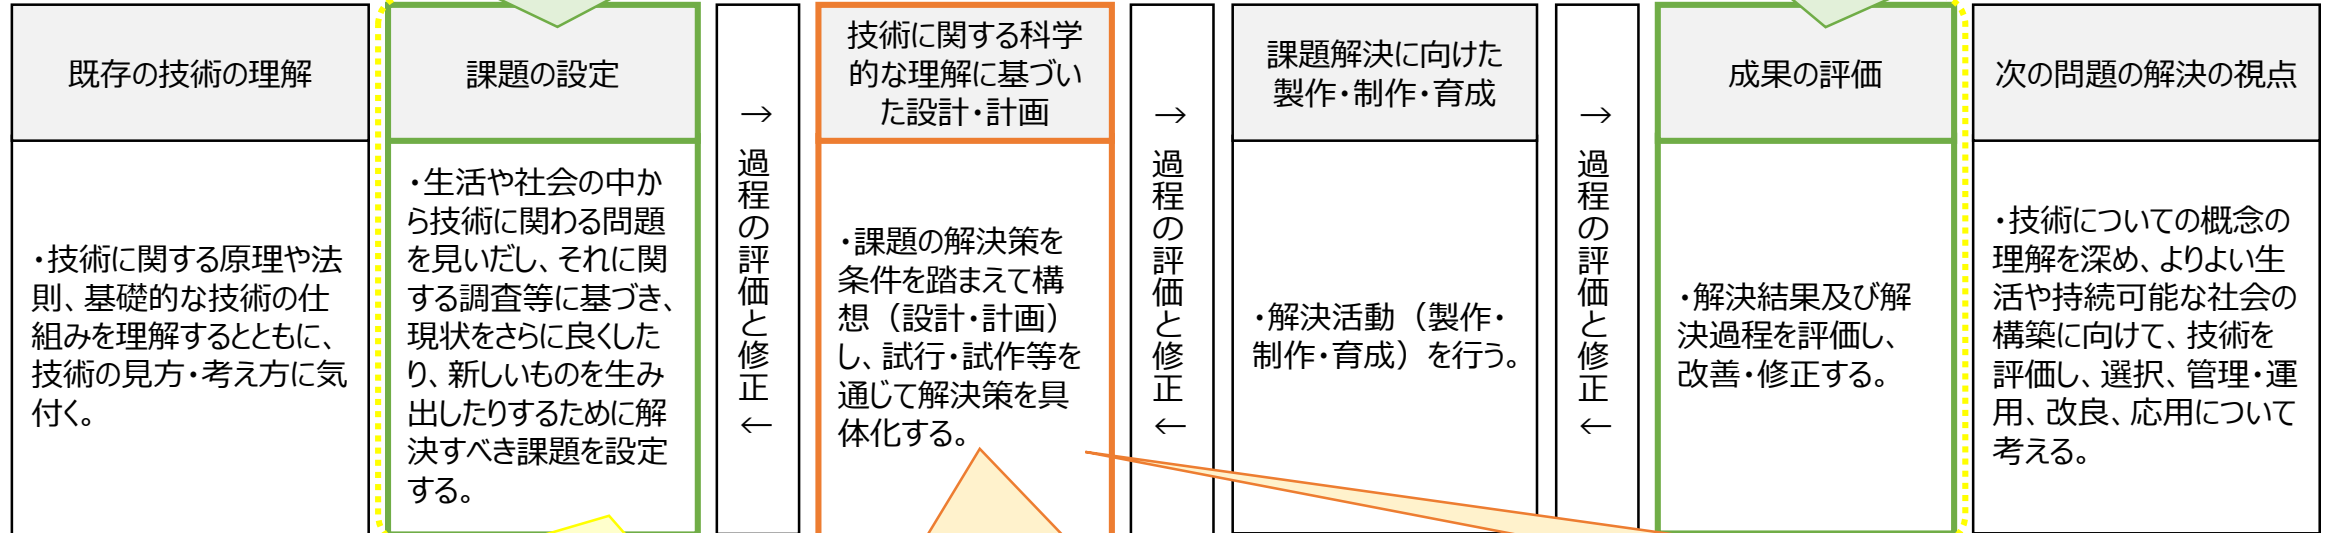 既存の技術の理解
・技術に関する原理や法
則、基礎的な技術の仕
組みを理解するとともに、
技術の見方・考え方に気
付く。
課題の設定
・生活や社会の中か
ら技術に関わる問題
を見いだし、それに関
する調査等に基づき、
現状をさらに良くした
り、新しいものを生み
出したりするために解
決すべき課題を設定
する。
→過程の評価と修正←
技術に関する科学
的な理解に基づい
た設計・計画
・課題の解決策を
条件を踏まえて構
想（設計・計画）
し、試行・試作等を
通じて解決策を具
体化する。
→過程の評価と修正←
課題解決に向けた
製作・制作・育成
・解決活動（製作・
制作・育成）を行う。
→過程の評価と修正←
成果の評価
・解決結果及び解
決過程を評価し、
改善・修正する。
次の問題の解決の視点
・技術についての概念の
理解を深め、よりよい生
活や持続可能な社会の
構築に向けて、技術を
評価し、選択、管理・運
用、改良、応用について
考える。